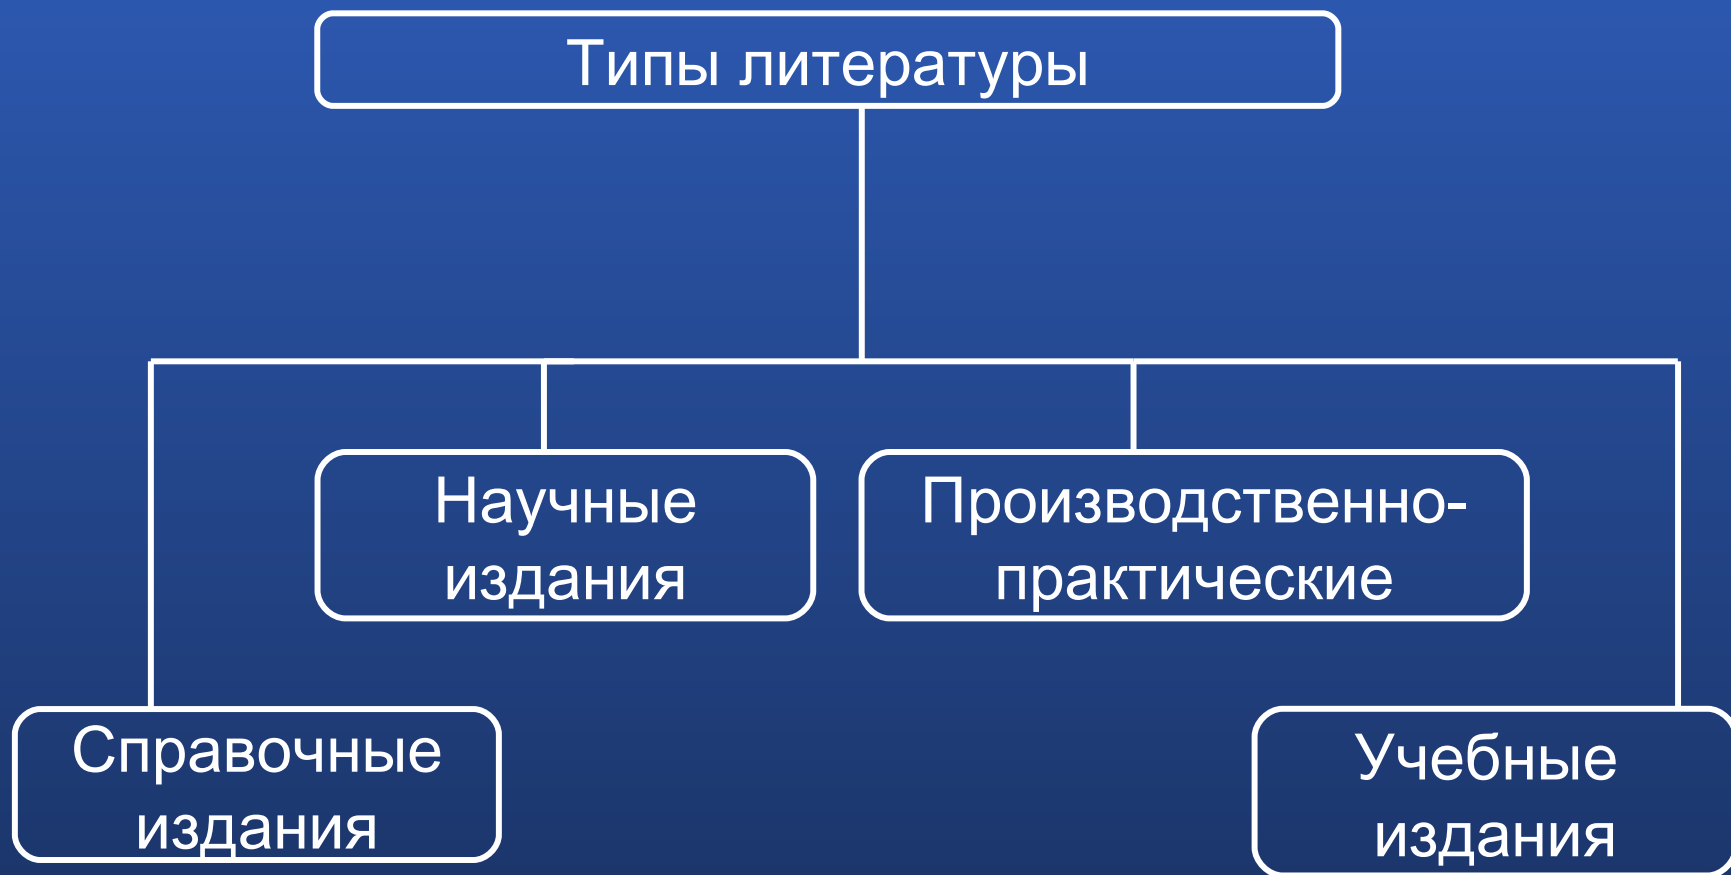 Типы литературы
Научные
издания
Производственно-
практические
Справочные
издания
Учебные
издания